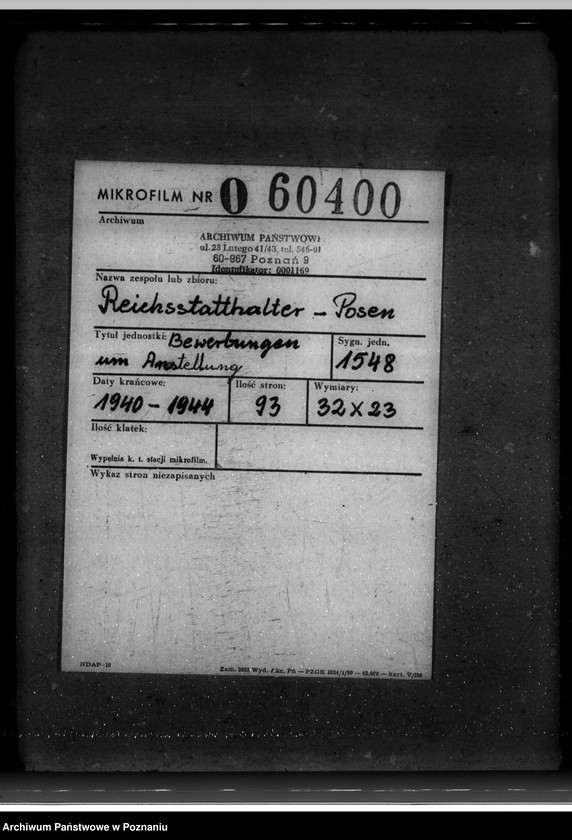 MIKROFILM NR O 60400
Archiwum
ARCHIWUM PAŃSTWOWE
ul. 23 Lutego 41/43, tel. 546-01
60-967 Poznań 9
Identyfikator: 0001169
Nazwa zespołu lub zbioru:
Reichsstatthalter - Posen
Tytuł jednostki: Bewerbungen
um Anstellung
Sygn. jedn.
1548
Daty krańcowe:
1940 - 1944
Ilość stron:
93
Wymiary:
32 x 23
Ilość klatek:
Wypełnia k. t. stacji mikrofilm.
Wykaz stron niezapisanych
NDAP-10
Archiwum Państwowe w Poznaniu